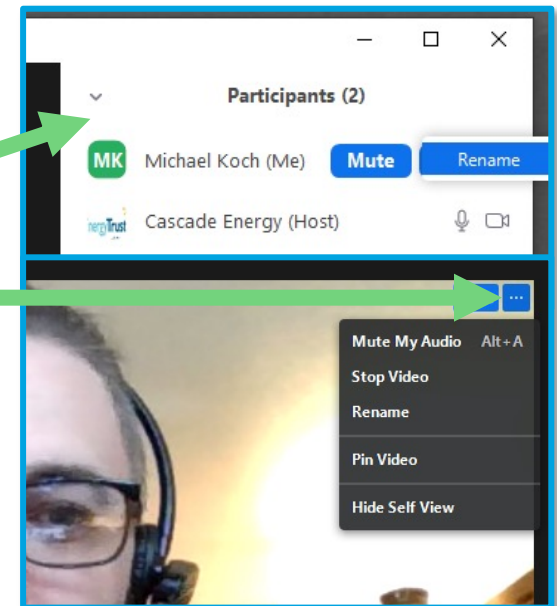 Participants (2)
MK Michael Koch (Me) Mute Rename
EnergyTrust Cascade Energy (Host)
...
Mute My Audio Alt+A
Stop Video
Rename
Pin Video
Hide Self View